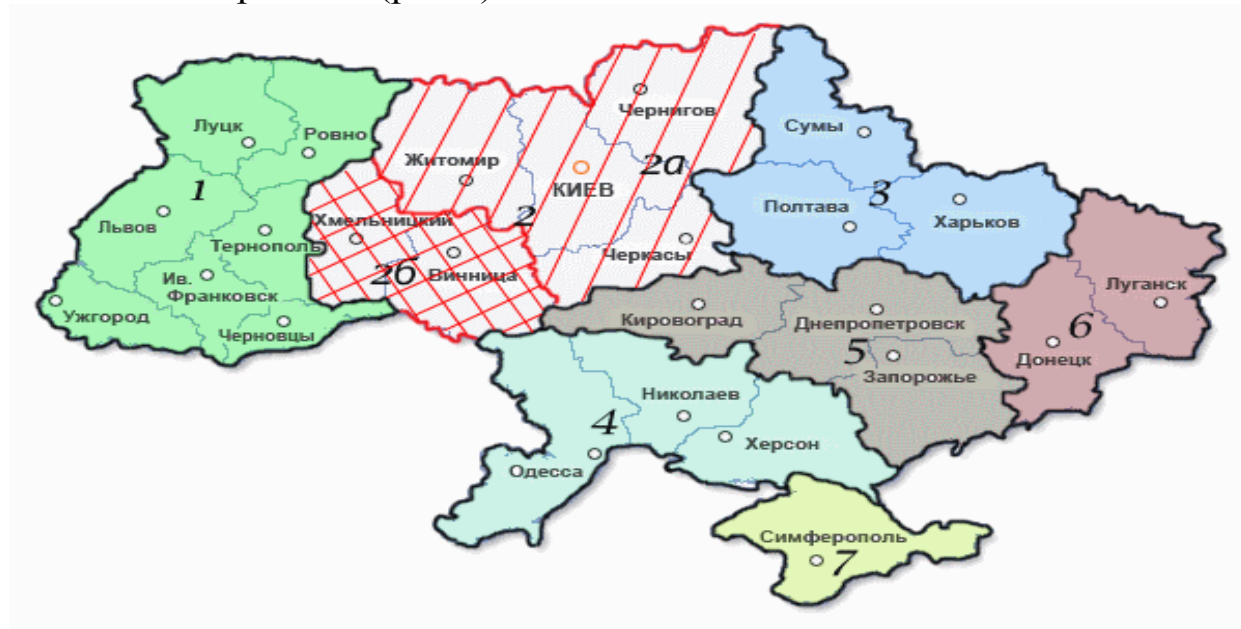 Чернигов
Луцк
Ровно
Сумы
Житомир
2а
КИЕВ
1
3
Полтава
Харьков
Львов
Хмельницкий
2
Тернополь
Черкасы
2б
Винница
Ив.
Франковск
Луганск
Ужгород
Черновцы
Кировоград
Днепропетровск
6
5
Донецк
Запорожье
Николаев
4
Херсон
Одесса
Симферополь
7